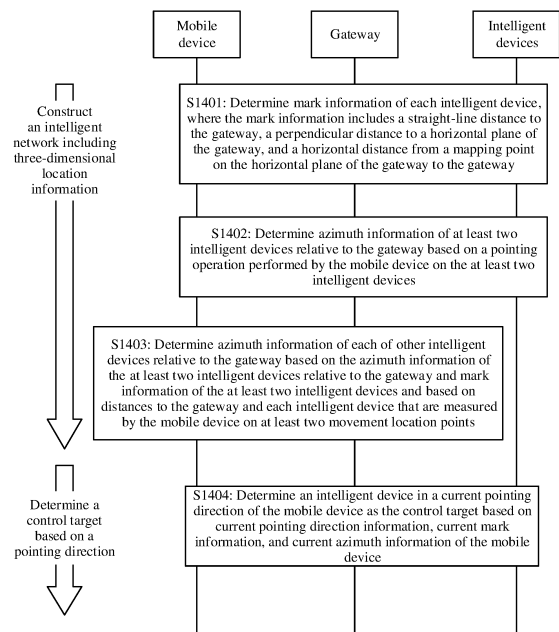 Mobile
device
Gateway
Intelligent
devices
Construct
an intelligent
network including
three-dimensional
location
information
S1401: Determine mark information of each intelligent device,
where the mark information includes a straight-line distance to
the gateway, a perpendicular distance to a horizontal plane of
the gateway, and a horizontal distance from a mapping point
on the horizontal plane of the gateway to the gateway
S1402: Determine azimuth information of at least two
intelligent devices relative to the gateway based on a pointing
operation performed by the mobile device on the at least two
intelligent devices
S1403: Determine azimuth information of each of other intelligent
devices relative to the gateway based on the azimuth information of
the at least two intelligent devices relative to the gateway and mark
information of the at least two intelligent devices and based on
distances to the gateway and each intelligent device that are measured
by the mobile device on at least two movement location points
Determine a
control target
based on a
pointing direction
S1404: Determine an intelligent device in a current pointing
direction of the mobile device as the control target based on
current pointing direction information, current mark
information, and current azimuth information of the mobile
device